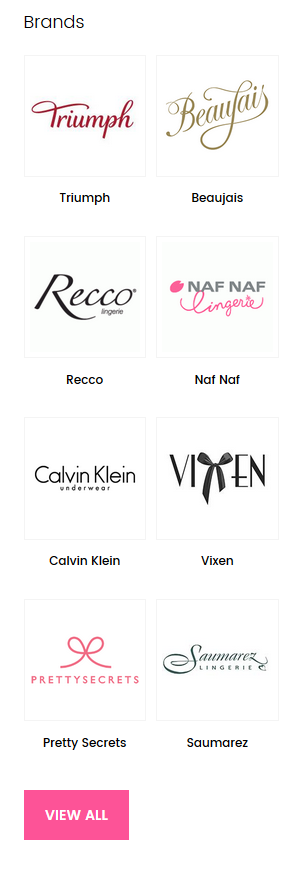 Brands
Triumph
Beaujais
Triumph
Beaujais
Recco
lingerie
NAF NAF
lingerie
Recco
Naf Naf
Calvin Klein
underwear
VIXEN
Calvin Klein
Vixen
PRETTYSECRETS
Saumarez
LINGERIE
Pretty Secrets
Saumarez
VIEW ALL